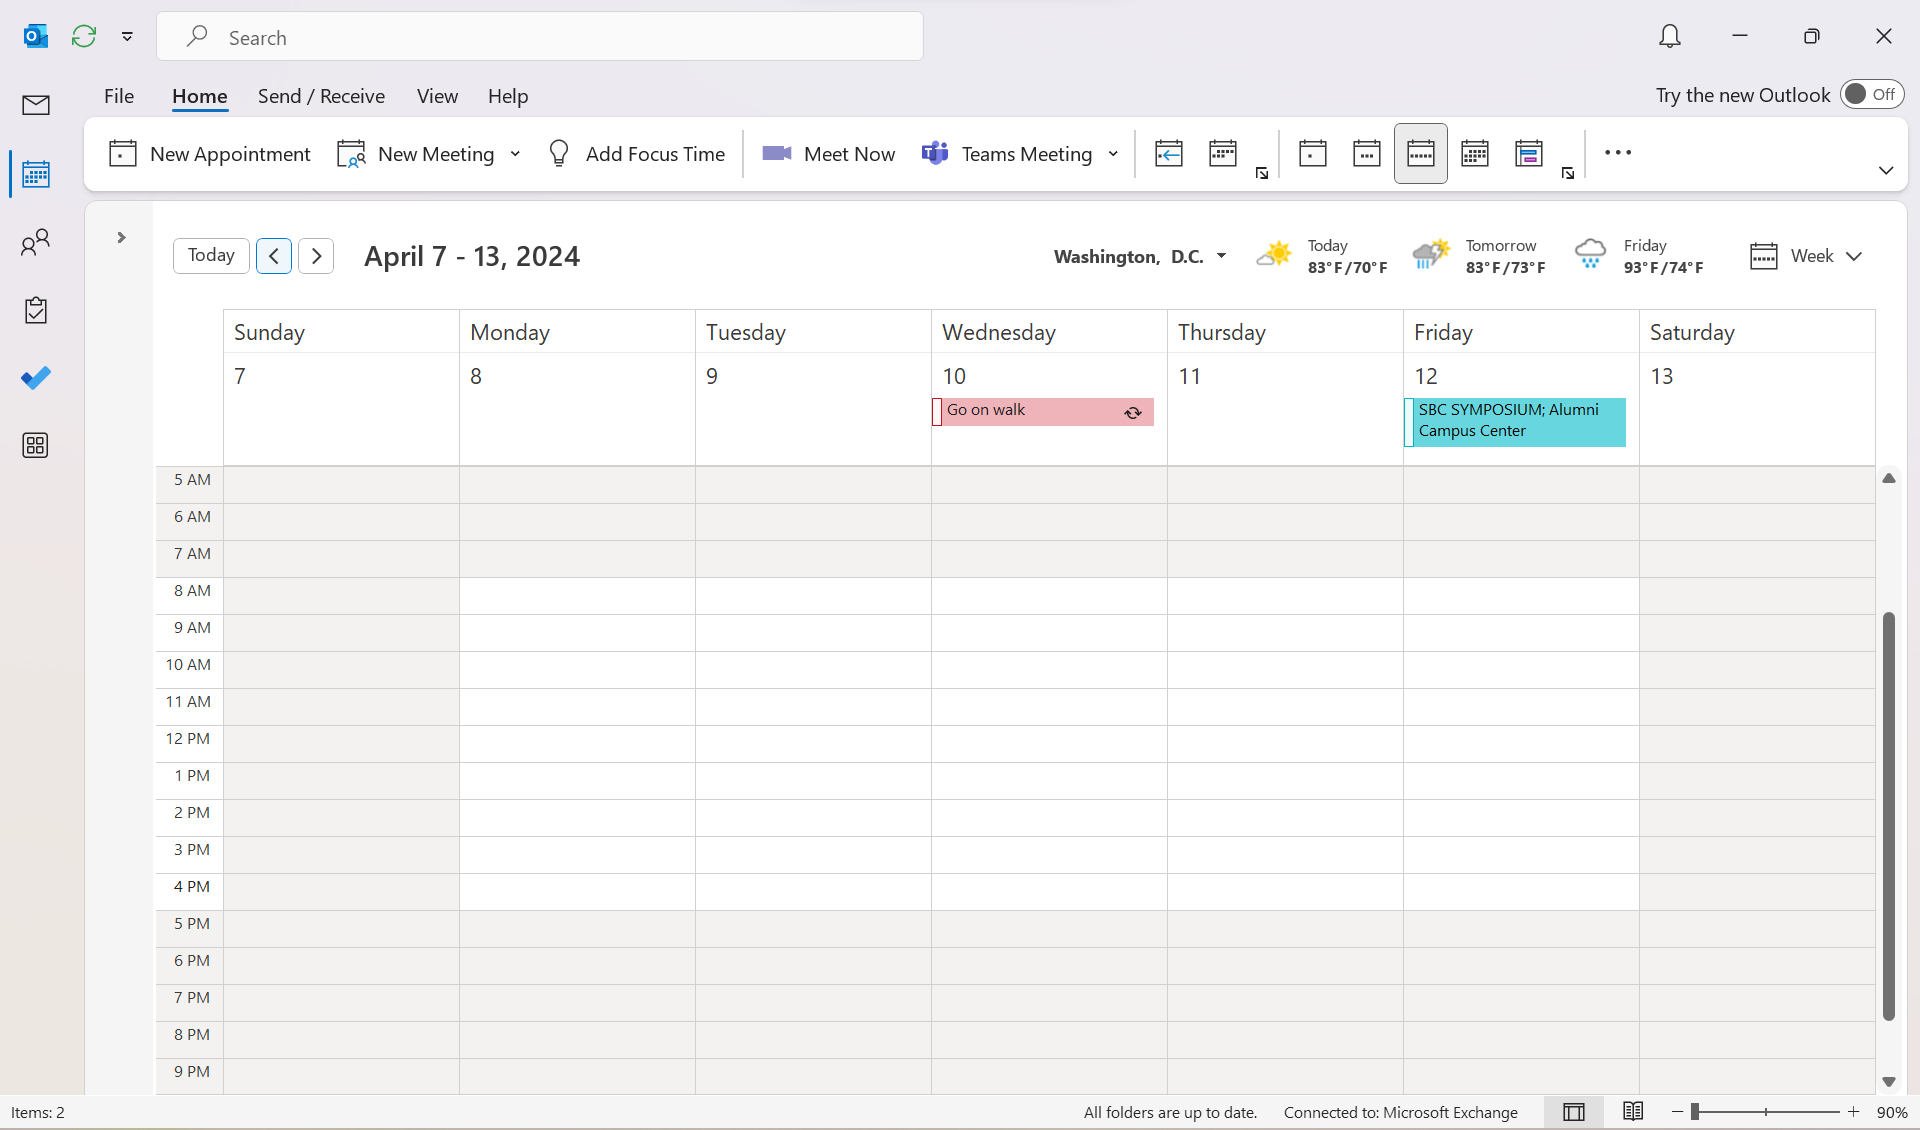 Search
File Home Send / Receive View Help
Try the new Outlook Off
New Appointment New Meeting Add Focus Time Meet Now Teams Meeting
Today April 7 - 13, 2024
Washington, D.C.
Today
83°F/70°F
Tomorrow
83°F/73°F
Friday
93°F/74°F
Week
Sunday Monday Tuesday Wednesday Thursday Friday Saturday
7 8 9 10 11 12 13
Go on walk
SBC SYMPOSIUM; Alumni
Campus Center
5 AM
6 AM
7 AM
8 AM
9 AM
10 AM
11 AM
12 PM
1 PM
2 PM
3 PM
4 PM
5 PM
6 PM
7 PM
8 PM
9 PM
Items: 2 All folders are up to date. Connected to: Microsoft Exchange 90%